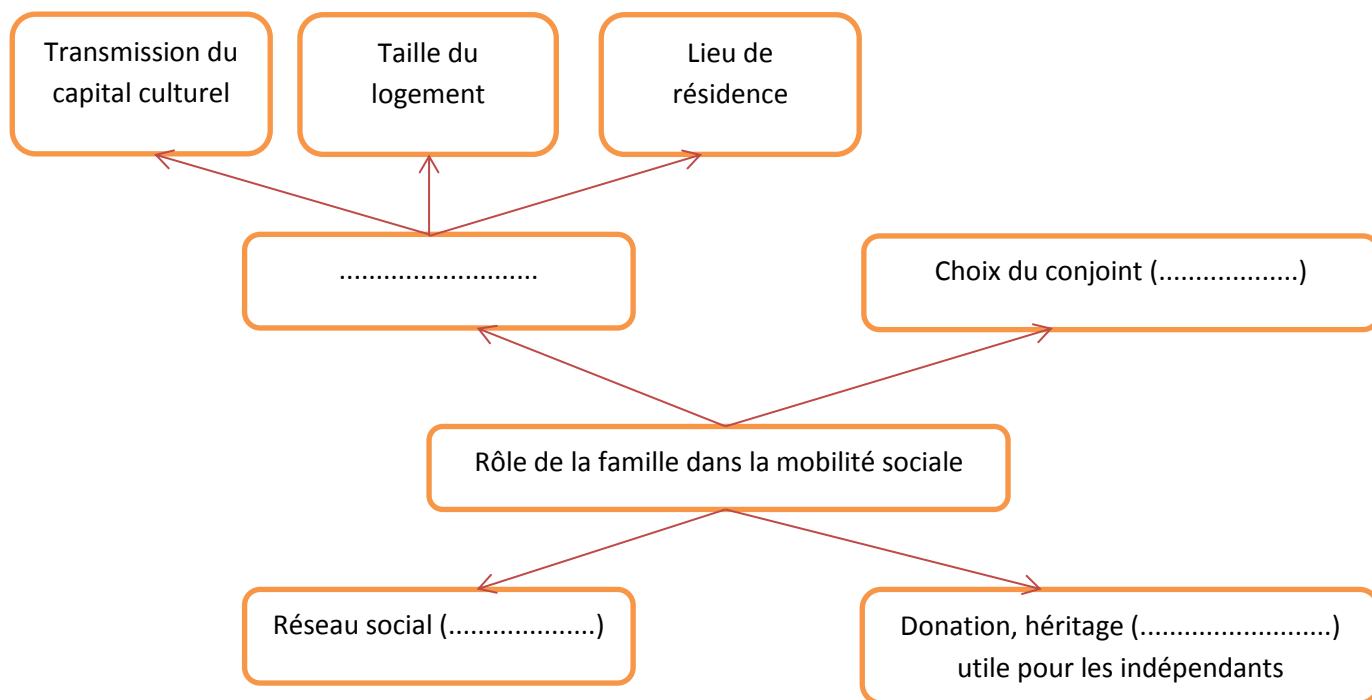 Transmission du
capital culturel
Taille du
logement
Lieu de
résidence
...........................
Choix du conjoint (...................)
Rôle de la famille dans la mobilité sociale
Réseau social (....................)
Donation, héritage (..........................)
utile pour les indépendants